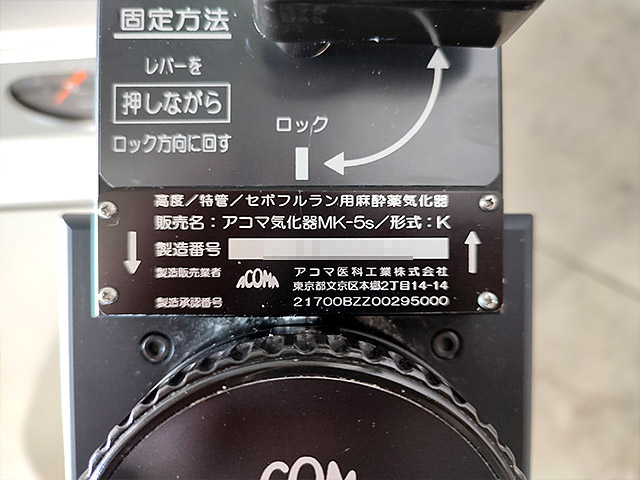 固定方法
レバーを
押しながら
ロック方向に回す
ロック
高度／特管／セボフルラン用麻酔薬気化器
販売名：アコマ気化器MK-5s／形式：K
製造番号
製造販売業者 ACOMA アコマ医科工業株式会社
東京都文京区本郷2丁目14-14
製造承認番号 21700BZZ00295000
COM